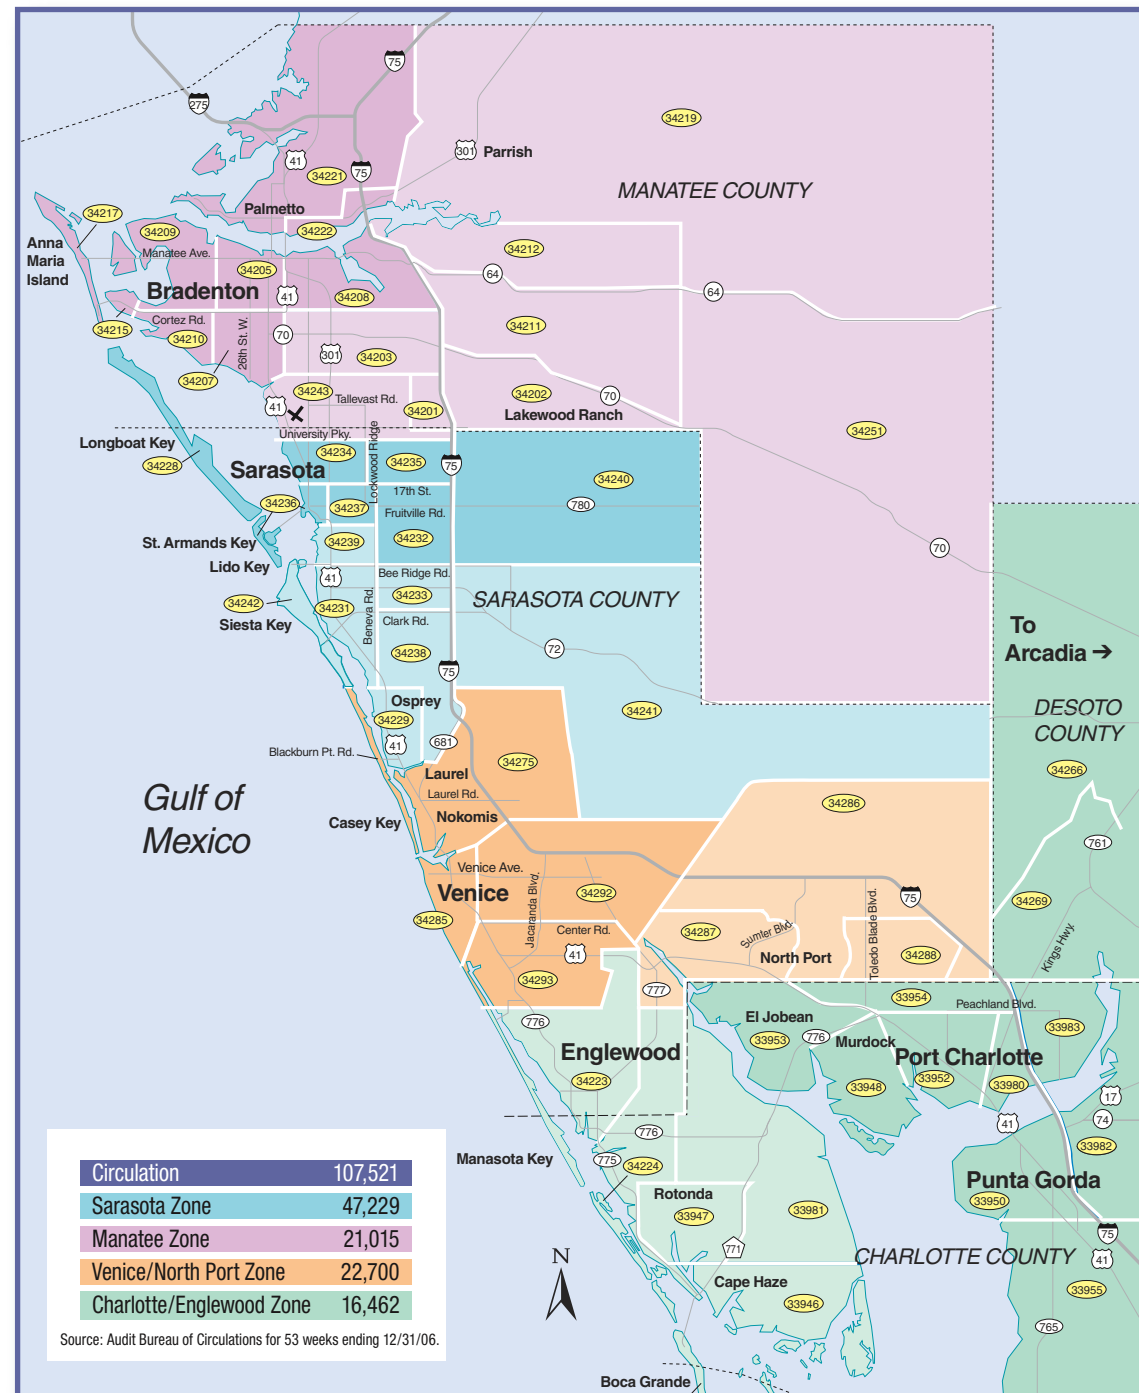 75
275
34219
41
301
Parrish
34221
75
MANATEE COUNTY
Palmetto
34217
34209
34222
Anna
Maria
Island
Manatee Ave.
34212
34205
64
64
Bradenton
41
34208
34215
Cortez Rd.
34210
26th St. W.
70
34211
301
34203
34207
34243
Tallevast Rd.
34202
70
41
34201
Lakewood Ranch
University Pky.
34251
Longboat Key
34228
Sarasota
34234
Lockwood Ridge
34235
75
34240
17th St.
34236
34237
Fruitville Rd.
780
St. Armands Key
34239
34232
70
Lido Key
41
Bee Ridge Rd.
34242
34231
34233
SARASOTA COUNTY
Siesta Key
Beneva Rd.
Clark Rd.
To
Arcadia ➔
34238
72
75
Osprey
34229
34241
DESOTO
COUNTY
41
681
Blackburn Pt. Rd.
34275
34266
Laurel
Laurel Rd.
Gulf of
Mexico
34286
Nokomis
Casey Key
761
Venice Ave.
Venice
34292
75
34285
Jacaranda Blvd.
Center Rd.
34287
Sumter Blvd.
Toledo Blade Blvd.
34269
41
North Port
34288
Kings Hwy.
34293
777
33954
Peachland Blvd.
776
El Jobean
33953
776
Murdock
33983
Englewood
Port Charlotte
34223
33948
33952
33980
17
41
74
776
33982
Manasota Key
775
34224
Punta Gorda
Rotonda
33950
33947
33981
771
75
CHARLOTTE COUNTY
41
N
Cape Haze
33946
33955
765
Boca Grande
Circulation 107,521
Sarasota Zone 47,229
Manatee Zone 21,015
Venice/North Port Zone 22,700
Charlotte/Englewood Zone 16,462
Source: Audit Bureau of Circulations for 53 weeks ending 12/31/06.